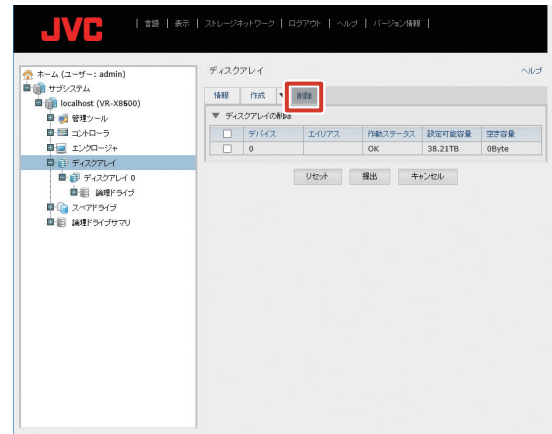 JVC
| 言語 | 表示 | ストレージネットワーク | ログアウト | ヘルプ | バージョン情報 |
ホーム (ユーザー: admin)
サブシステム
localhost (VR-X8600)
管理ツール
コントローラ
エンクロージャ
ディスクアレイ
ディスクアレイ 0
論理ドライブ
スペアドライブ
論理ドライブサマリ
ディスクアレイ
ヘルプ
情報 作成 ▼ 削除
▼ ディスクアレイの削除
デバイス エイリアス 作動ステータス 設定可能容量 空き容量
0 OK 38.21TB 0Byte
リセット 提出 キャンセル